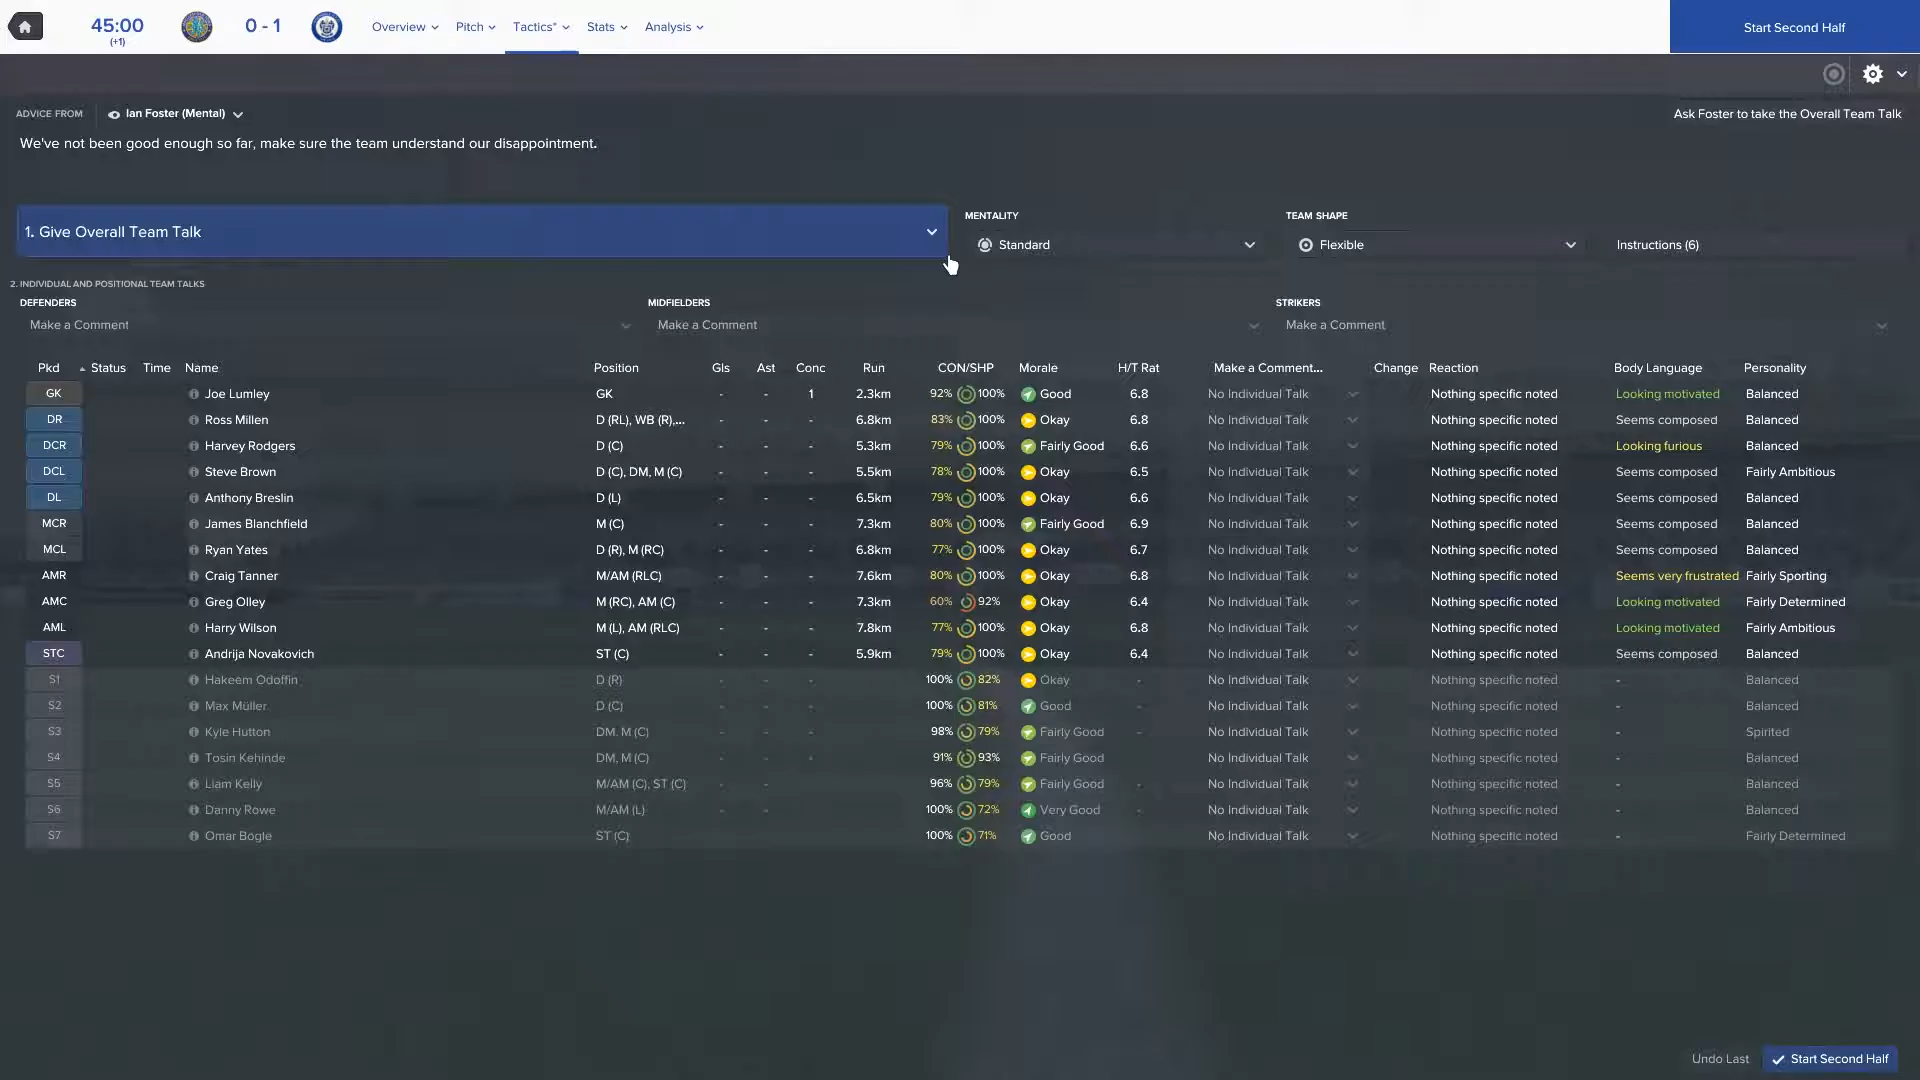 45:00
(+1)
0 - 1
Overview
Pitch
Tactics*
Stats
Analysis
Start Second Half
ADVICE FROM
Ian Foster (Mental)
Ask Foster to take the Overall Team Talk
We've not been good enough so far, make sure the team understand our disappointment.
1. Give Overall Team Talk
MENTALITY
Standard
TEAM SHAPE
Flexible
Instructions (6)
2. INDIVIDUAL AND POSITIONAL TEAM TALKS
DEFENDERS
Make a Comment
MIDFIELDERS
Make a Comment
STRIKERS
Make a Comment
Pkd Status Time Name Position Gls Ast Conc Run CON/SHP Morale H/T Rat Make a Comment... Change Reaction Body Language Personality
GK Joe Lumley GK - - 1 2.3km 92% 100% Good 6.8 No Individual Talk Nothing specific noted Looking motivated Balanced
DR Ross Millen D (RL), WB (R),... - - - 6.8km 83% 100% Okay 6.8 No Individual Talk Nothing specific noted Seems composed Balanced
DCR Harvey Rodgers D (C) - - - 5.3km 79% 100% Fairly Good 6.6 No Individual Talk Nothing specific noted Looking furious Balanced
DCL Steve Brown D (C), DM, M (C) - - - 5.5km 78% 100% Okay 6.5 No Individual Talk Nothing specific noted Seems composed Fairly Ambitious
DL Anthony Breslin D (L) - - - 6.5km 79% 100% Okay 6.6 No Individual Talk Nothing specific noted Seems composed Balanced
MCR James Blanchfield M (C) - - - 7.3km 80% 100% Fairly Good 6.9 No Individual Talk Nothing specific noted Seems composed Balanced
MCL Ryan Yates D (R), M (RC) - - - 6.8km 77% 100% Okay 6.7 No Individual Talk Nothing specific noted Seems composed Balanced
AMR Craig Tanner M/AM (RLC) - - - 7.6km 80% 100% Okay 6.8 No Individual Talk Nothing specific noted Seems very frustrated Fairly Sporting
AMC Greg Olley M (RC), AM (C) - - - 7.3km 60% 92% Okay 6.4 No Individual Talk Nothing specific noted Looking motivated Fairly Determined
AML Harry Wilson M (L), AM (RLC) - - - 7.8km 77% 100% Okay 6.8 No Individual Talk Nothing specific noted Looking motivated Fairly Ambitious
STC Andrija Novakovich ST (C) - - - 5.9km 79% 100% Okay 6.4 No Individual Talk Nothing specific noted Seems composed Balanced
S1 Hakeem Odoffin D (R) - - - 100% 82% Okay - No Individual Talk Nothing specific noted - Balanced
S2 Max Müller D (C) - - - 100% 81% Good - No Individual Talk Nothing specific noted - Balanced
S3 Kyle Hutton DM, M (C) - - - 98% 79% Fairly Good - No Individual Talk Nothing specific noted - Spirited
S4 Tosin Kehinde DM, M (C) - - - 91% 93% Fairly Good No Individual Talk Nothing specific noted - Balanced
S5 Liam Kelly M/AM (C), ST (C) - - 96% 79% Fairly Good - No Individual Talk Nothing specific noted - Balanced
S6 Danny Rowe M/AM (L) - - 100% 72% Very Good - No Individual Talk Nothing specific noted - Balanced
S7 Omar Bogle ST (C) - - 100% 71% Good No Individual Talk Nothing specific noted - Fairly Determined
Undo Last
Start Second Half